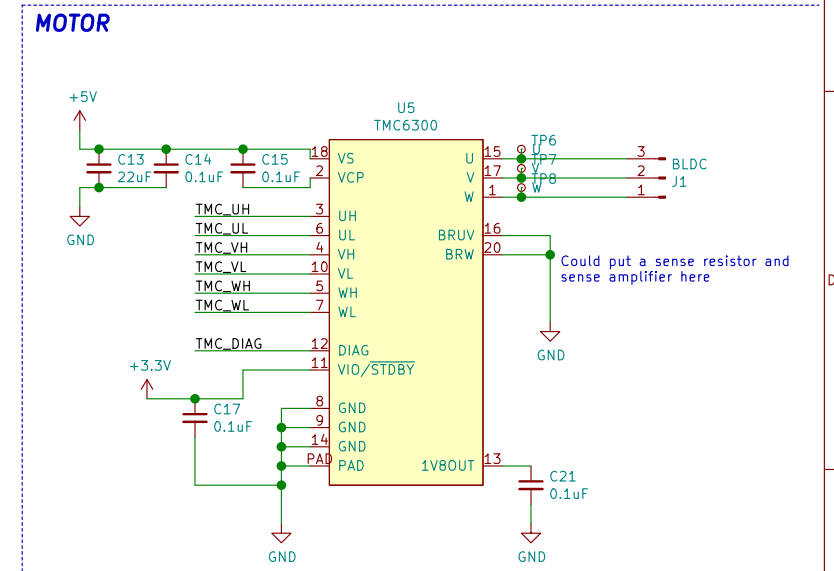 MOTOR
+5V
U5
TMC6300
C13
22uF
C14
0.1uF
C15
0.1uF
GND
18 VS
2 VCP
TMC_UH 3 UH
TMC_UL 6 UL
TMC_VH 4 VH
TMC_VL 10 VL
TMC_WH 5 WH
TMC_WL 7 WL
TMC_DIAG 12 DIAG
+3.3V
11 VIO/STDBY
C17
0.1uF
8 GND
9 GND
14 GND
PAD PAD
GND
U 15
V 17
W 1
TP6
U
TP7
V
TP8
W
3
2
1
BLDC
J1
BRUV 16
BRW 20
Could put a sense resistor and
sense amplifier here
GND
1V8OUT 13
C21
0.1uF
GND
D